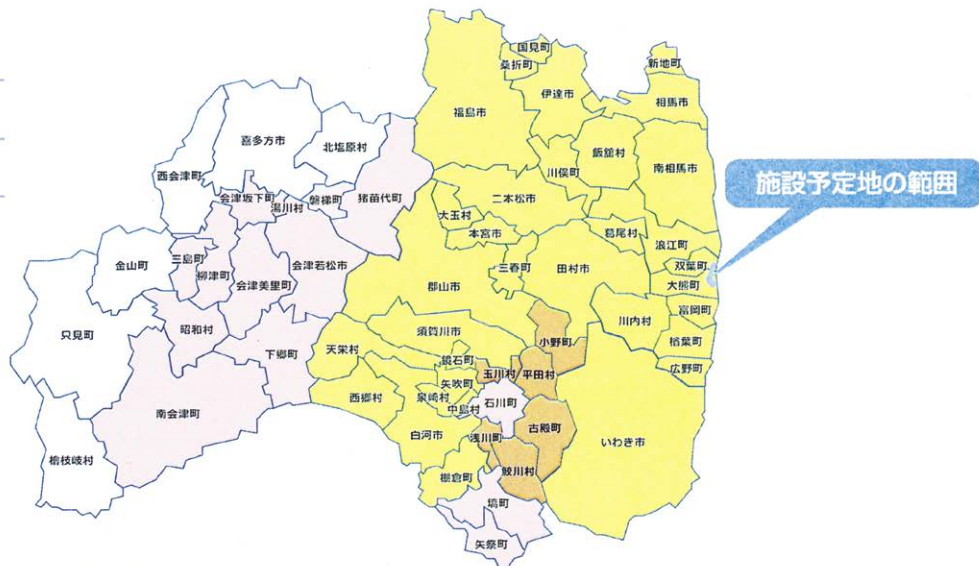 国見町
桑折町
新地町
伊達市
相馬市
福島市
喜多方市
北塩原村
飯舘村
南相馬市
川俣町
西会津町
施設予定地の範囲
会津坂下町
湯川村
磐梯町
猪苗代町
二本松市
大玉村
本宮市
葛尾村
浪江町
双葉町
大熊町
金山町
三島町
柳津町
会津美里町
会津若松市
三春町
田村市
郡山市
富岡町
川内村
楢葉町
広野町
只見町
昭和村
下郷町
須賀川市
小野町
天栄村
鏡石町
玉川村
平田村
矢吹町
泉崎村
石川町
西郷村
中島村
南会津町
古殿町
いわき市
白河市
浅川町
鮫川村
棚倉町
檜枝岐村
塙町
矢祭町